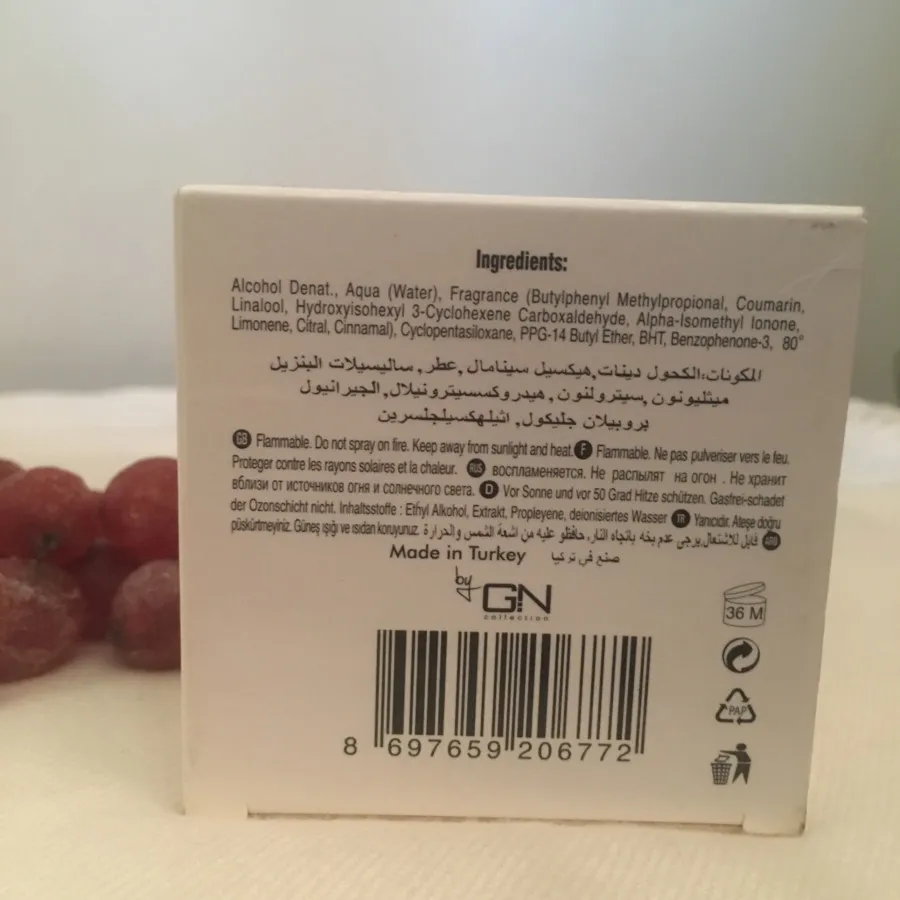 Ingredients:
Alcohol Denat., Aqua (Water), Fragrance (Butylphenyl Methylpropional, Coumarin,
Linalool, Hydroxyisohexyl 3-Cyclohexene Carboxaldehyde, Alpha-Isomethyl Ionone,
Limonene, Citral, Cinnamal), Cyclopentasiloxane, PPG-14 Butyl Ether, BHT, Benzophenone-3, 80°
المكونات:الكحول دينات,هيكسيل سينامال, عطر, ساليسيلات البنزيل
ميثليونون ,سيترولنون, هيدروكسسيترونيلال,الجيرانيول
بروبيلان جليكول, اثيلهكسيلجلسرين
GB Flammable. Do not spray on fire. Keep away from sunlight and heat. F Flammable. Ne pas pulveriser vers le feu.
Proteger contre les rayons solaires et la chaleur. RUS воспламеняется. Не распылят на огон . Не хранит
вблизи от источников огня и солнечного света. D Vor Sonne und vor 50 Grad Hitze schützen. Gasfrei-schadet
der Ozonschicht nicht. Inhaltsstoffe : Ethyl Alkohol, Extrakt, Propleyene, deionisiertes Wasser TR Yanıcıdır. Ateşe doğru
püskürtmeyiniz. Güneş ışığı ve ısıdan koruyunuz. قابل للاشتعال,يرجى عدم بخه باتجاه النار, حافظو عليه من اشعة الشمس والحرارة
Made in Turkey صنع في تركيا
by GN
collection
36 M
PAP
8 697659 206772